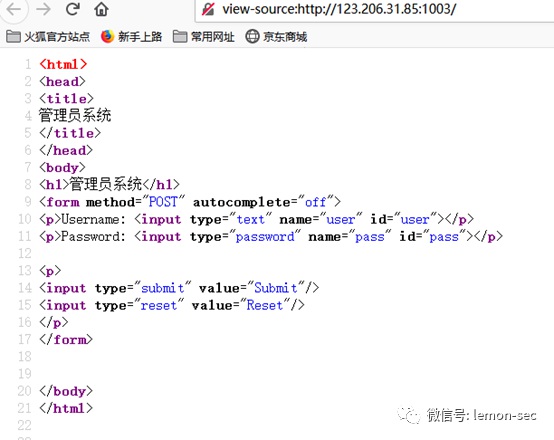 view-source:http://123.206.31.85:1003/
火狐官方站点 新手上路 常用网址 京东商城
1 <html>
2 <head>
3 <title>
4 管理员系统
5 </title>
6 </head>
7 <body>
8 <h1>管理员系统</h1>
9 <form method="POST" autocomplete="off">
10 <p>Username: <input type="text" name="user" id="user"></p>
11 <p>Password: <input type="password" name="pass" id="pass"></p>
12
13 <p>
14 <input type="submit" value="Submit"/>
15 <input type="reset" value="Reset"/>
16 </p>
17 </form>
18
19
20 </body>
21 </html>
22
微信号: lemon-sec